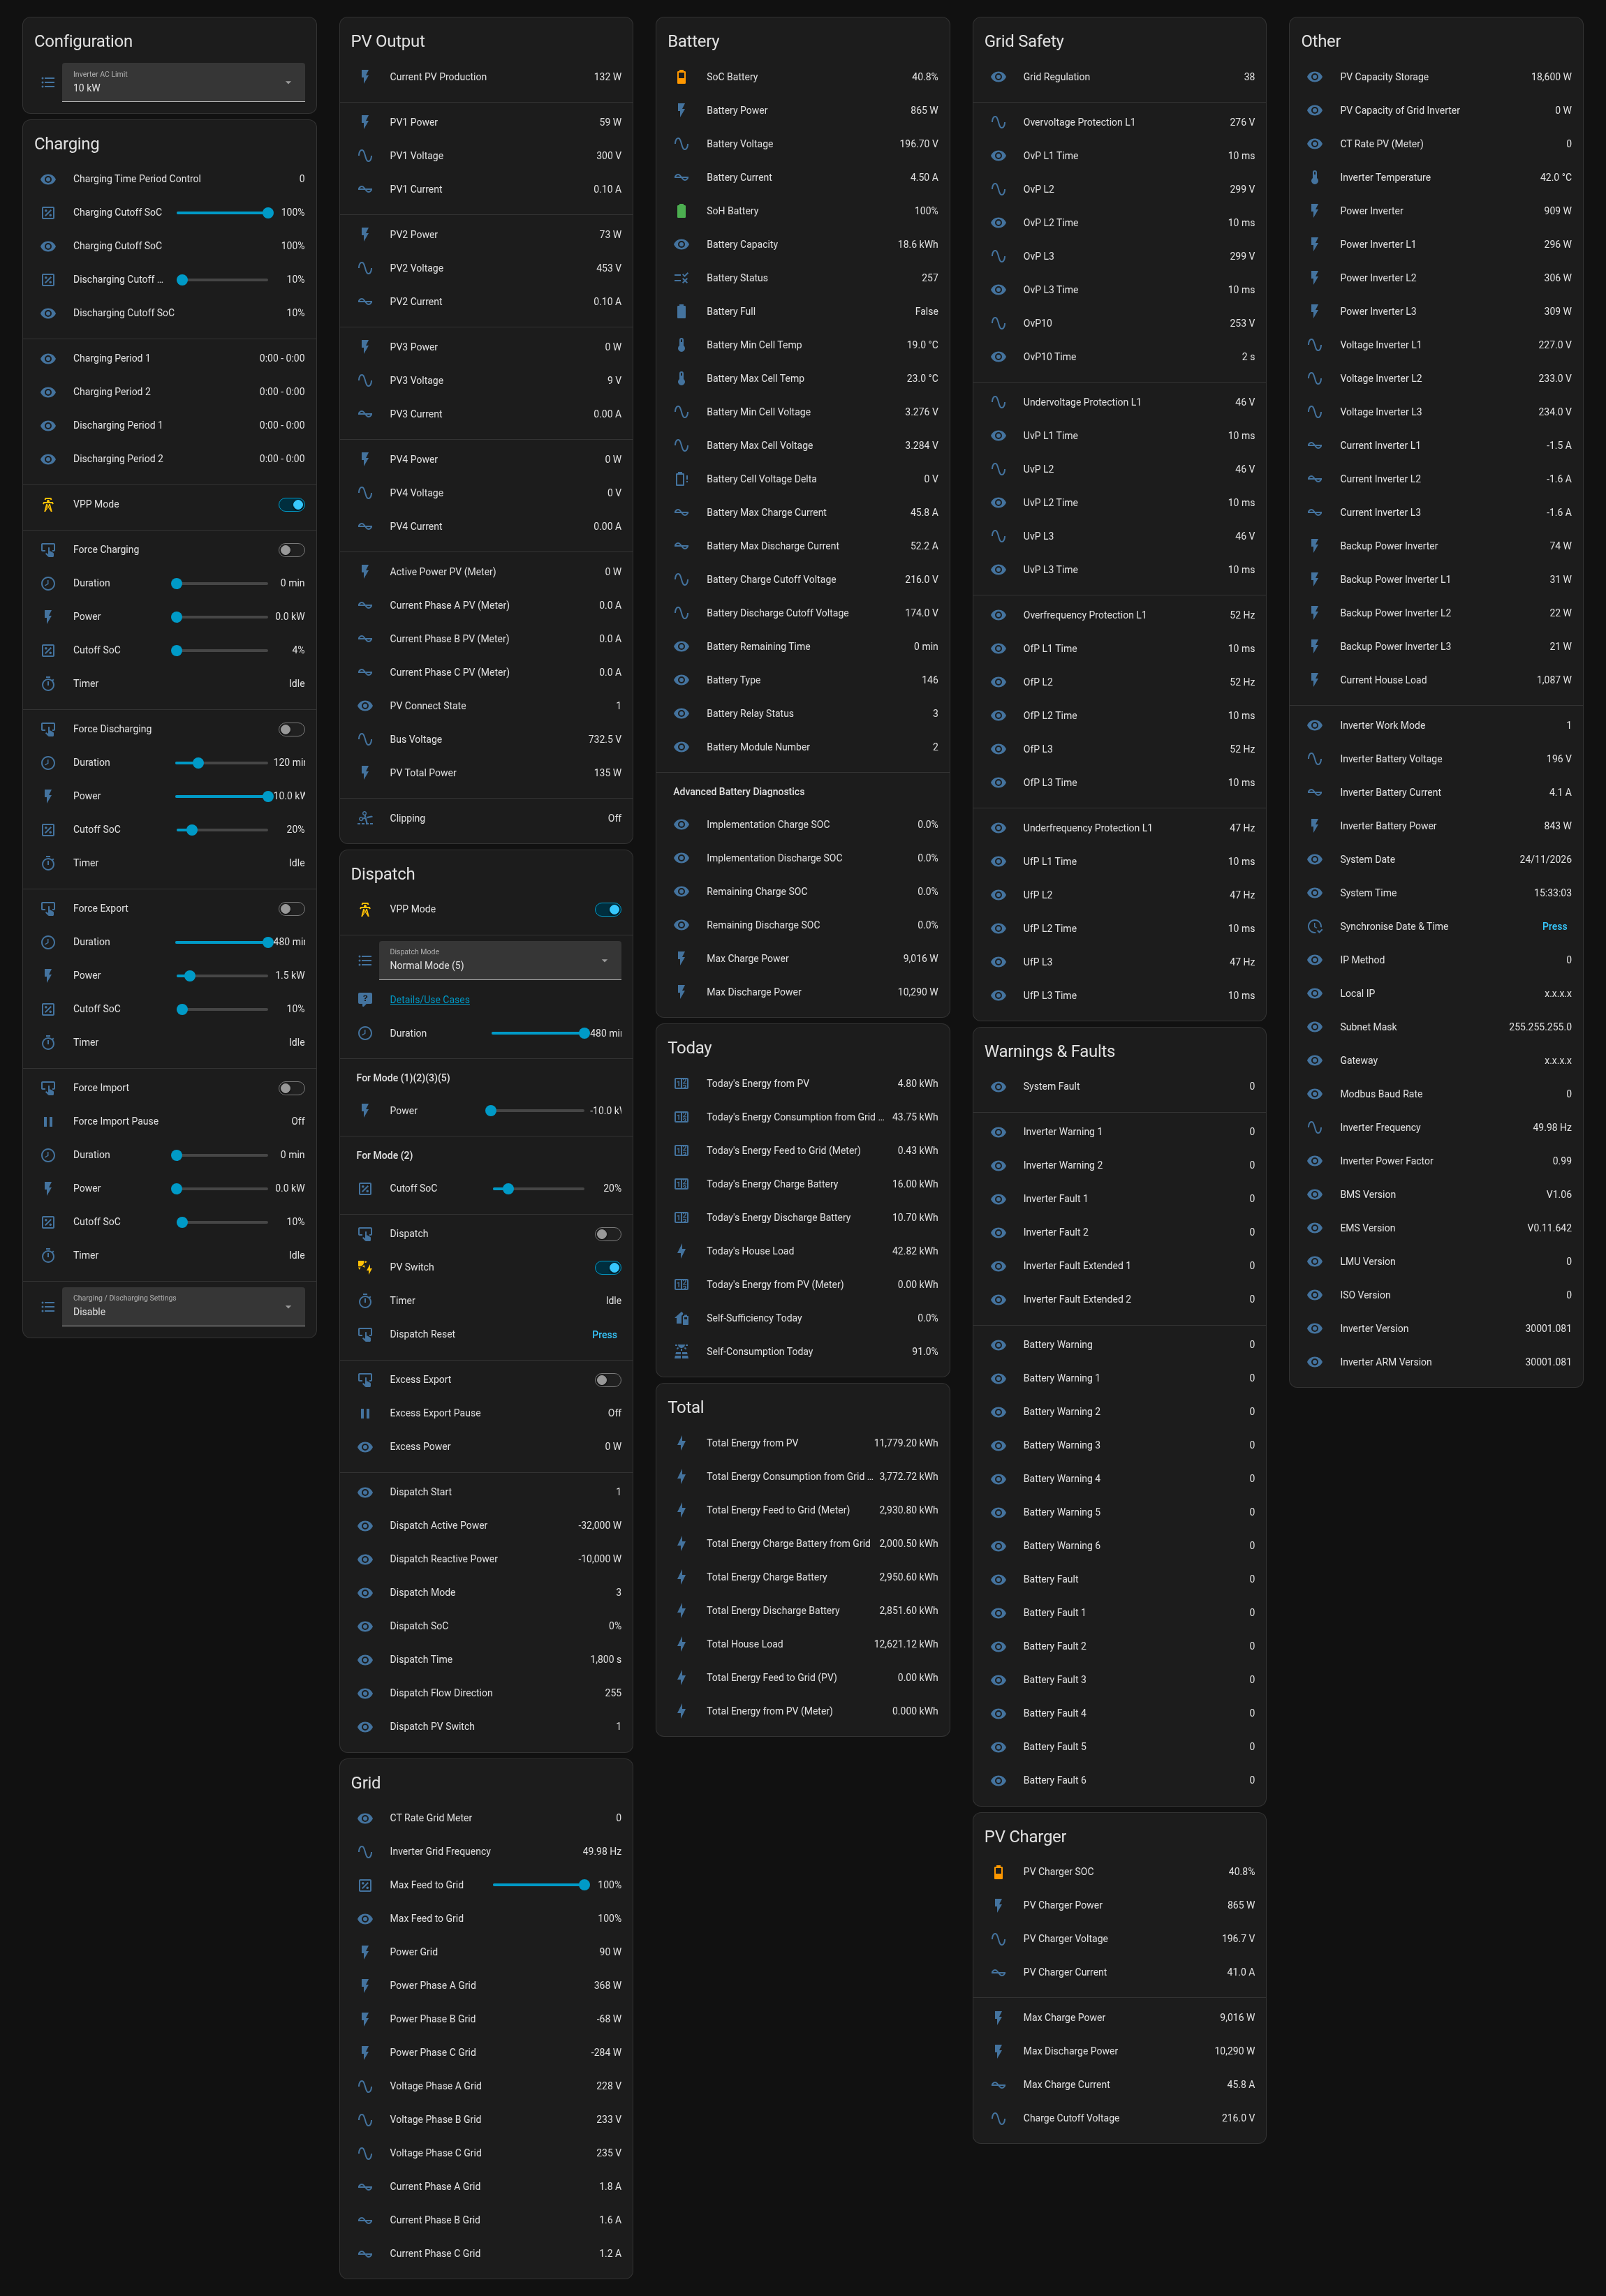 Configuration
Inverter AC Limit
10 kW
Charging
Charging Time Period Control 0
Charging Cutoff SoC 100%
Charging Cutoff SoC 100%
Discharging Cutoff ... 10%
Discharging Cutoff SoC 10%
Charging Period 1 0:00 - 0:00
Charging Period 2 0:00 - 0:00
Discharging Period 1 0:00 - 0:00
Discharging Period 2 0:00 - 0:00
VPP Mode
Force Charging
Duration 0 min
Power 0.0 kW
Cutoff SoC 4%
Timer Idle
Force Discharging
Duration 120 min
Power 10.0 kW
Cutoff SoC 20%
Timer Idle
Force Export
Duration 480 min
Power 1.5 kW
Cutoff SoC 10%
Timer Idle
Force Import
Force Import Pause Off
Duration 0 min
Power 0.0 kW
Cutoff SoC 10%
Timer Idle
Charging / Discharging Settings
Disable
PV Output
Current PV Production 132 W
PV1 Power 59 W
PV1 Voltage 300 V
PV1 Current 0.10 A
PV2 Power 73 W
PV2 Voltage 453 V
PV2 Current 0.10 A
PV3 Power 0 W
PV3 Voltage 9 V
PV3 Current 0.00 A
PV4 Power 0 W
PV4 Voltage 0 V
PV4 Current 0.00 A
Active Power PV (Meter) 0 W
Current Phase A PV (Meter) 0.0 A
Current Phase B PV (Meter) 0.0 A
Current Phase C PV (Meter) 0.0 A
PV Connect State 1
Bus Voltage 732.5 V
PV Total Power 135 W
Clipping Off
Dispatch
VPP Mode
Dispatch Mode
Normal Mode (5)
Details/Use Cases
Duration 480 min
For Mode (1)(2)(3)(5)
Power -10.0 kW
For Mode (2)
Cutoff SoC 20%
Dispatch
PV Switch
Timer Idle
Dispatch Reset Press
Excess Export
Excess Export Pause Off
Excess Power 0 W
Dispatch Start 1
Dispatch Active Power -32,000 W
Dispatch Reactive Power -10,000 W
Dispatch Mode 3
Dispatch SoC 0%
Dispatch Time 1,800 s
Dispatch Flow Direction 255
Dispatch PV Switch 1
Grid
CT Rate Grid Meter 0
Inverter Grid Frequency 49.98 Hz
Max Feed to Grid 100%
Max Feed to Grid 100%
Power Grid 90 W
Power Phase A Grid 368 W
Power Phase B Grid -68 W
Power Phase C Grid -284 W
Voltage Phase A Grid 228 V
Voltage Phase B Grid 233 V
Voltage Phase C Grid 235 V
Current Phase A Grid 1.8 A
Current Phase B Grid 1.6 A
Current Phase C Grid 1.2 A
Battery
SoC Battery 40.8%
Battery Power 865 W
Battery Voltage 196.70 V
Battery Current 4.50 A
SoH Battery 100%
Battery Capacity 18.6 kWh
Battery Status 257
Battery Full False
Battery Min Cell Temp 19.0 °C
Battery Max Cell Temp 23.0 °C
Battery Min Cell Voltage 3.276 V
Battery Max Cell Voltage 3.284 V
Battery Cell Voltage Delta 0 V
Battery Max Charge Current 45.8 A
Battery Max Discharge Current 52.2 A
Battery Charge Cutoff Voltage 216.0 V
Battery Discharge Cutoff Voltage 174.0 V
Battery Remaining Time 0 min
Battery Type 146
Battery Relay Status 3
Battery Module Number 2
Advanced Battery Diagnostics
Implementation Charge SOC 0.0%
Implementation Discharge SOC 0.0%
Remaining Charge SOC 0.0%
Remaining Discharge SOC 0.0%
Max Charge Power 9,016 W
Max Discharge Power 10,290 W
Today
Today's Energy from PV 4.80 kWh
Today's Energy Consumption from Grid ... 43.75 kWh
Today's Energy Feed to Grid (Meter) 0.43 kWh
Today's Energy Charge Battery 16.00 kWh
Today's Energy Discharge Battery 10.70 kWh
Today's House Load 42.82 kWh
Today's Energy from PV (Meter) 0.00 kWh
Self-Sufficiency Today 0.0%
Self-Consumption Today 91.0%
Total
Total Energy from PV 11,779.20 kWh
Total Energy Consumption from Grid ... 3,772.72 kWh
Total Energy Feed to Grid (Meter) 2,930.80 kWh
Total Energy Charge Battery from Grid 2,000.50 kWh
Total Energy Charge Battery 2,950.60 kWh
Total Energy Discharge Battery 2,851.60 kWh
Total House Load 12,621.12 kWh
Total Energy Feed to Grid (PV) 0.00 kWh
Total Energy from PV (Meter) 0.000 kWh
Grid Safety
Grid Regulation 38
Overvoltage Protection L1 276 V
OvP L1 Time 10 ms
OvP L2 299 V
OvP L2 Time 10 ms
OvP L3 299 V
OvP L3 Time 10 ms
OvP10 253 V
OvP10 Time 2 s
Undervoltage Protection L1 46 V
UvP L1 Time 10 ms
UvP L2 46 V
UvP L2 Time 10 ms
UvP L3 46 V
UvP L3 Time 10 ms
Overfrequency Protection L1 52 Hz
OfP L1 Time 10 ms
OfP L2 52 Hz
OfP L2 Time 10 ms
OfP L3 52 Hz
OfP L3 Time 10 ms
Underfrequency Protection L1 47 Hz
UfP L1 Time 10 ms
UfP L2 47 Hz
UfP L2 Time 10 ms
UfP L3 47 Hz
UfP L3 Time 10 ms
Warnings & Faults
System Fault 0
Inverter Warning 1 0
Inverter Warning 2 0
Inverter Fault 1 0
Inverter Fault 2 0
Inverter Fault Extended 1 0
Inverter Fault Extended 2 0
Battery Warning 0
Battery Warning 1 0
Battery Warning 2 0
Battery Warning 3 0
Battery Warning 4 0
Battery Warning 5 0
Battery Warning 6 0
Battery Fault 0
Battery Fault 1 0
Battery Fault 2 0
Battery Fault 3 0
Battery Fault 4 0
Battery Fault 5 0
Battery Fault 6 0
PV Charger
PV Charger SOC 40.8%
PV Charger Power 865 W
PV Charger Voltage 196.7 V
PV Charger Current 41.0 A
Max Charge Power 9,016 W
Max Discharge Power 10,290 W
Max Charge Current 45.8 A
Charge Cutoff Voltage 216.0 V
Other
PV Capacity Storage 18,600 W
PV Capacity of Grid Inverter 0 W
CT Rate PV (Meter) 0
Inverter Temperature 42.0 °C
Power Inverter 909 W
Power Inverter L1 296 W
Power Inverter L2 306 W
Power Inverter L3 309 W
Voltage Inverter L1 227.0 V
Voltage Inverter L2 233.0 V
Voltage Inverter L3 234.0 V
Current Inverter L1 -1.5 A
Current Inverter L2 -1.6 A
Current Inverter L3 -1.6 A
Backup Power Inverter 74 W
Backup Power Inverter L1 31 W
Backup Power Inverter L2 22 W
Backup Power Inverter L3 21 W
Current House Load 1,087 W
Inverter Work Mode 1
Inverter Battery Voltage 196 V
Inverter Battery Current 4.1 A
Inverter Battery Power 843 W
System Date 24/11/2026
System Time 15:33:03
Synchronise Date & Time Press
IP Method 0
Local IP x.x.x.x
Subnet Mask 255.255.255.0
Gateway x.x.x.x
Modbus Baud Rate 0
Inverter Frequency 49.98 Hz
Inverter Power Factor 0.99
BMS Version V1.06
EMS Version V0.11.642
LMU Version 0
ISO Version 0
Inverter Version 30001.081
Inverter ARM Version 30001.081